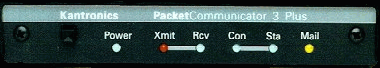 Kantronics PacketCommunicator 3 Plus
Power Xmit Rcv Con Sta Mail